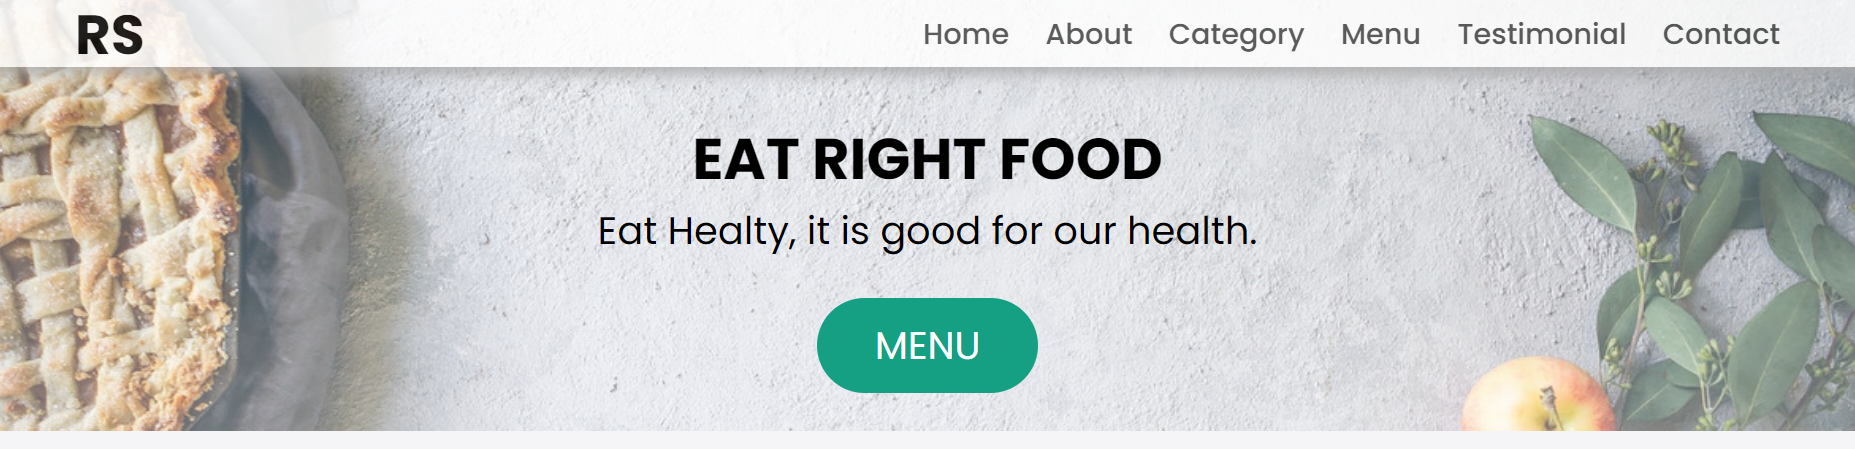 RS
Home About Category Menu Testimonial Contact
EAT RIGHT FOOD
Eat Healty, it is good for our health.
MENU